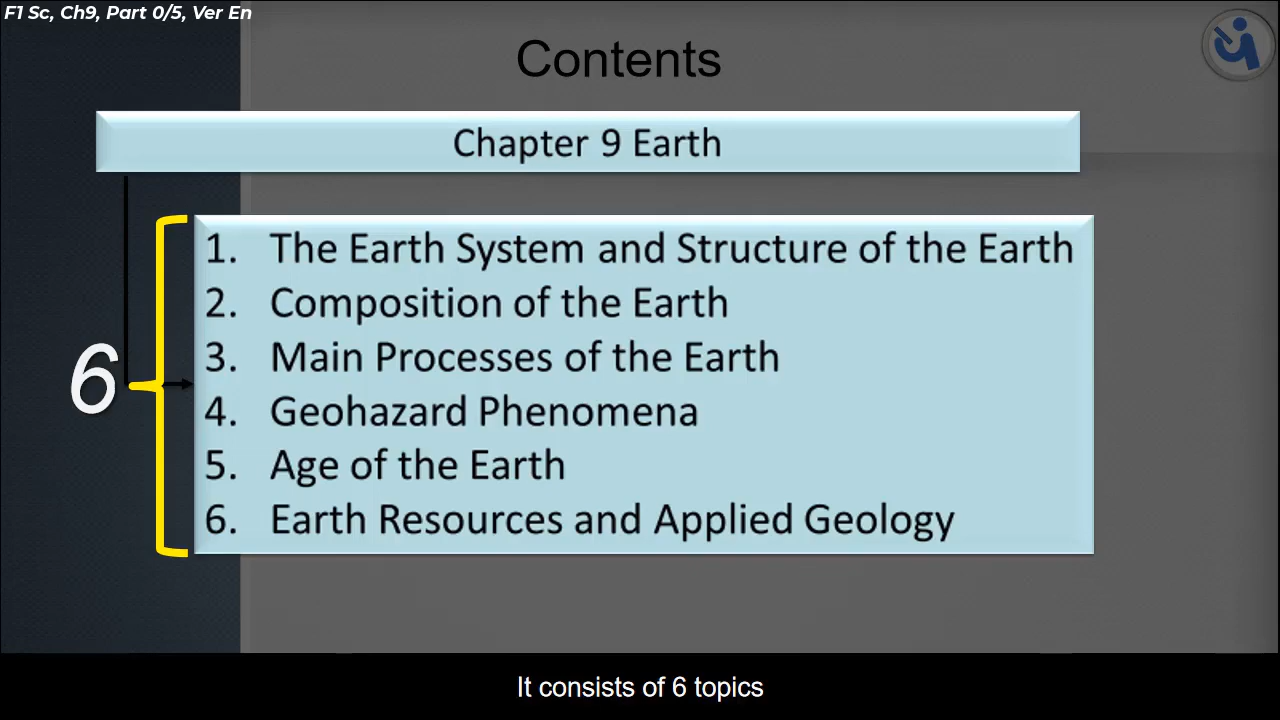 F1 Sc, Ch9, Part 0/5, Ver En
Contents
Chapter 9 Earth
1. The Earth System and Structure of the Earth
2. Composition of the Earth
3. Main Processes of the Earth
4. Geohazard Phenomena
5. Age of the Earth
6. Earth Resources and Applied Geology
6
It consists of 6 topics